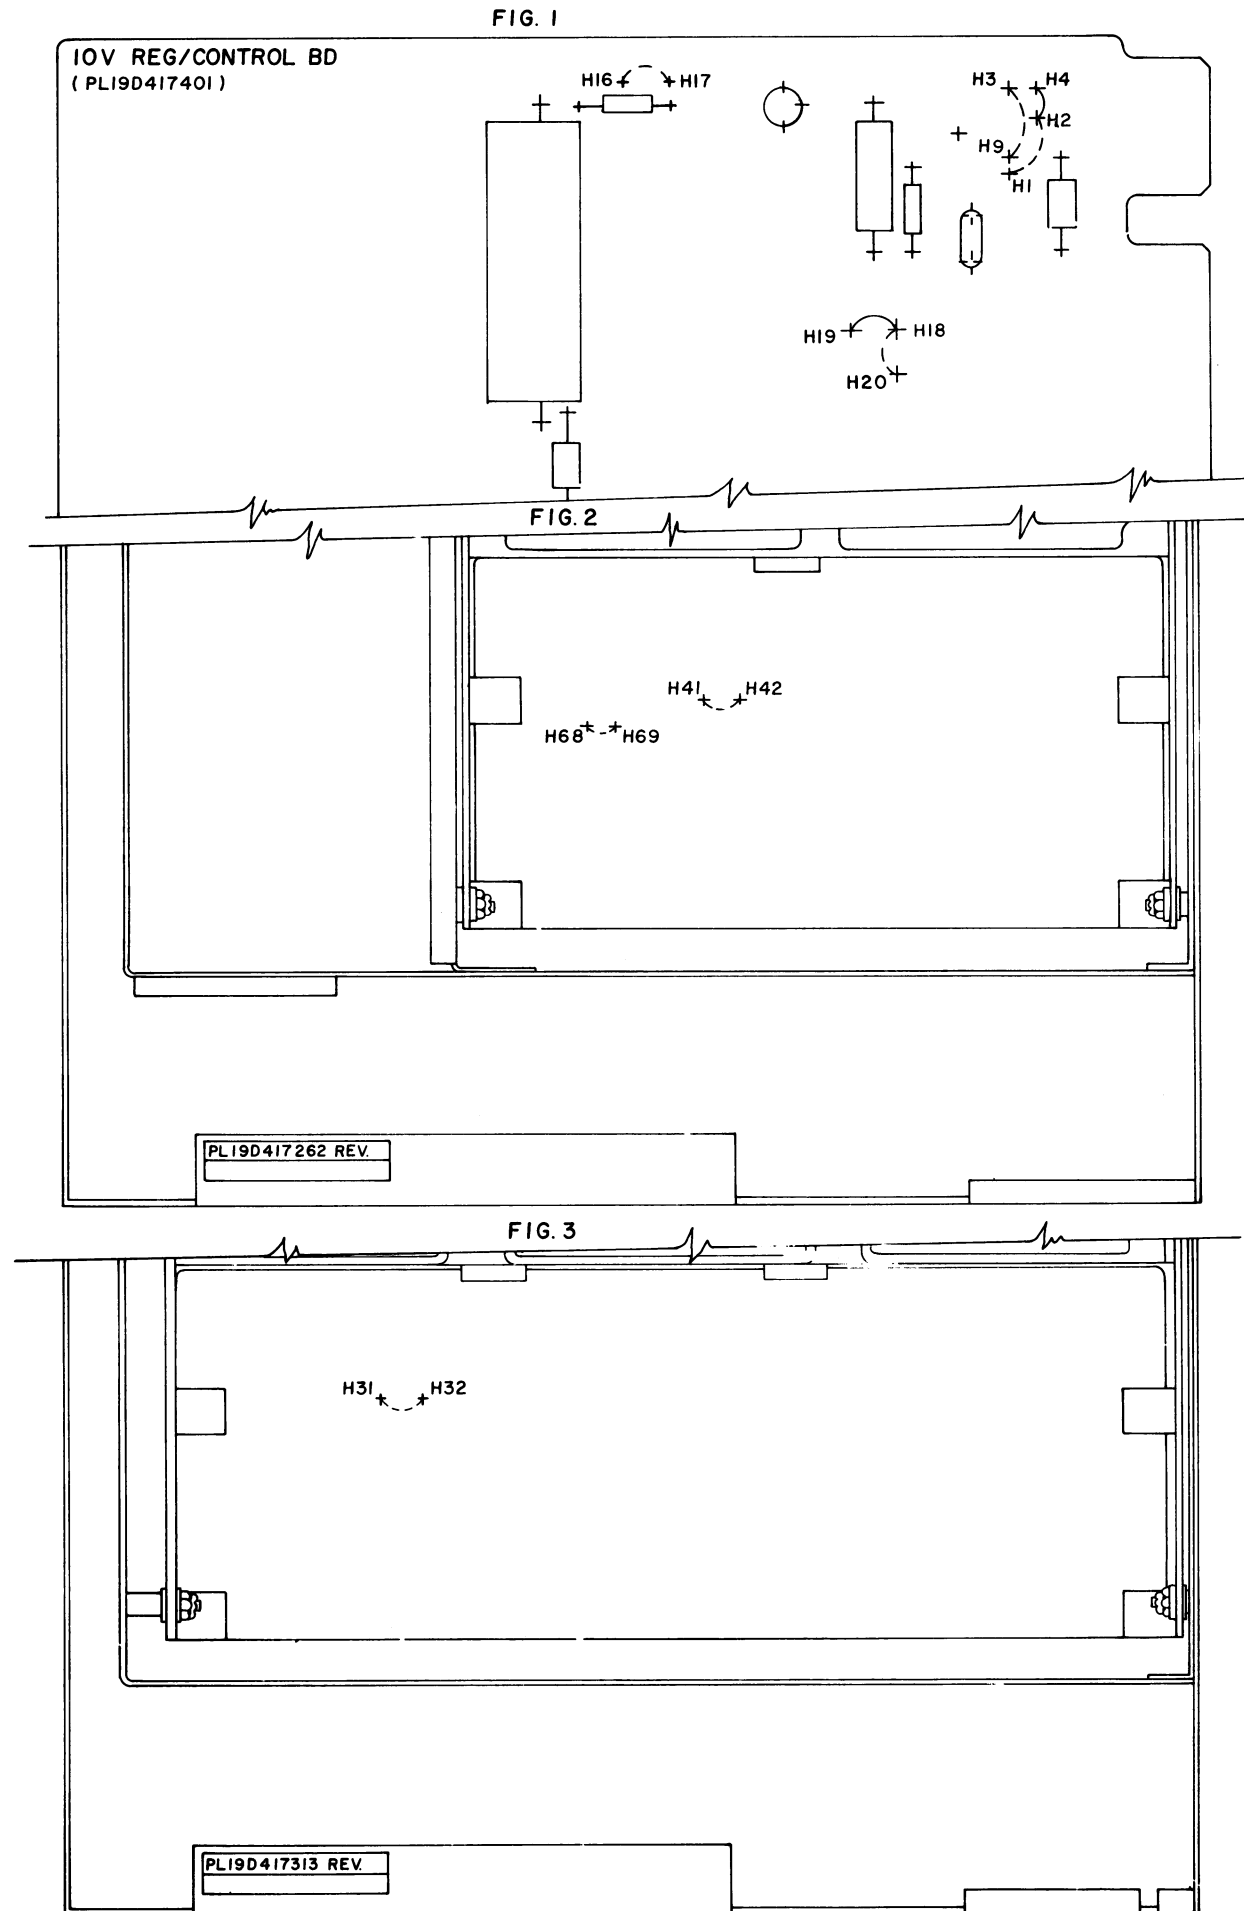 FIG. 1
10V REG/CONTROL BD
(PL19D417401)
H16 H17
H3 H4
H2
H9
H1
H19 H18
H20
FIG. 2
H41 H42
H68 H69
PL19D417262 REV.
FIG. 3
H31 H32
PL19D417313 REV.